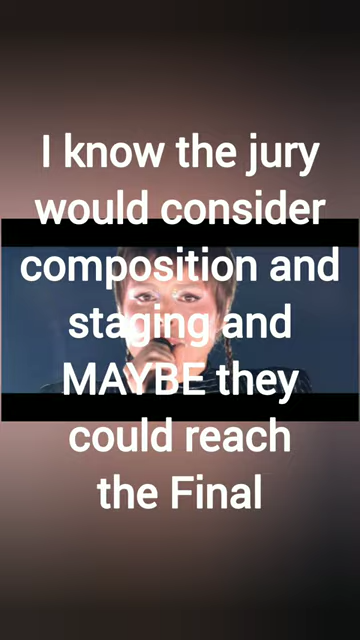 I know the jury
would consider
composition and
staging and
MAYBE they
could reach
the Final